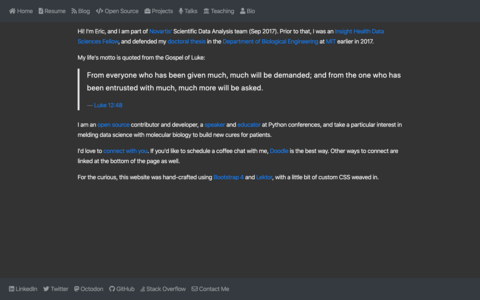 Home Resume Blog Open Source Projects Talks Teaching Bio
Hi! I'm Eric, and I am part of Novartis' Scientific Data Analysis team (Sep 2017). Prior to that, I was an Insight Health Data
Sciences Fellow, and defended my doctoral thesis in the Department of Biological Engineering at MIT earlier in 2017.
My life's motto is quoted from the Gospel of Luke:
From everyone who has been given much, much will be demanded; and from the one who has
been entrusted with much, much more will be asked.
— Luke 12:48
I am an open source contributor and developer, a speaker and educator at Python conferences, and take a particular interest in
melding data science with molecular biology to build new cures for patients.
I'd love to connect with you. If you'd like to schedule a coffee chat with me, Doodle is the best way. Other ways to connect are
linked at the bottom of the page as well.
For the curious, this website was hand-crafted using Bootstrap 4 and Lektor, with a little bit of custom CSS weaved in.
LinkedIn Twitter Octodon GitHub Stack Overflow Contact Me